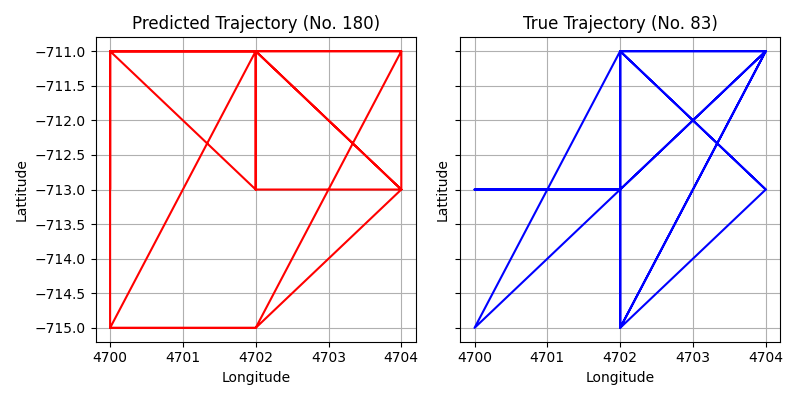 Predicted Trajectory (No. 180)
Lattitude
−711.0
−711.5
−712.0
−712.5
−713.0
−713.5
−714.0
−714.5
−715.0
4700 4701 4702 4703 4704
Longitude
True Trajectory (No. 83)
Lattitude
4700 4701 4702 4703 4704
Longitude